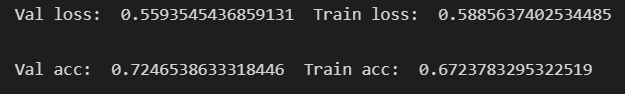 Val loss:  0.5593545436859131  Train loss:  0.5885637402534485
Val acc:  0.7246538633318446  Train acc:  0.6723783295322519